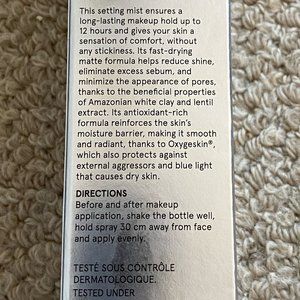 This setting mist ensures a
long-lasting makeup hold up to
12 hours and gives your skin a
sensation of comfort, without
any stickiness. Its fast-drying
matte formula helps reduce shine,
eliminate excess sebum, and
minimize the appearance of pores,
thanks to the beneficial properties
of Amazonian white clay and lentil
extract. Its antioxidant-rich
formula reinforces the skin's
moisture barrier, making it smooth
and radiant, thanks to Oxygeskin®,
which also protects against
external aggressors and blue light
that causes dry skin.
DIRECTIONS
Before and after makeup
application, shake the bottle well,
hold spray 30 cm away from face
and apply evenly.
TESTÉ SOUS CONTRÔLE
DERMATOLOGIQUE.
TESTED UNDER